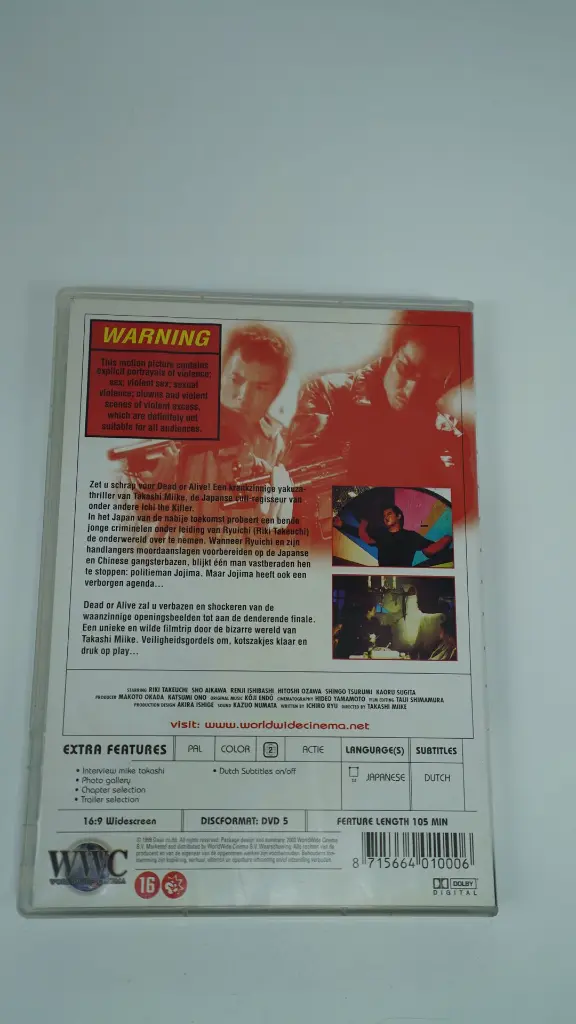 WARNING
This motion picture contains
explicit portrayals of violence;
sex; violent sex; sexual
violence; clowns and violent
scenes of violent excess,
which are definitely not
suitable for all audiences.
Zet u schrap voor Dead or Alive! Een krankzinnige yakuza-
thriller van Takashi Miike, de Japanse cult-regisseur van
onder andere Ichi the Killer.
In het Japan van de nabije toekomst probeert een bende
jonge criminelen onder leiding van Ryuichi (Riki Takeuchi)
de onderwereld over te nemen. Wanneer Ryuichi en zijn
handlangers moordaanslagen voorbereiden op de Japanse
en Chinese gangsterbazen, blijkt één man vastberaden hen
te stoppen: politieman Jojima. Maar Jojima heeft ook een
verborgen agenda...
Dead or Alive zal u verbazen en shockeren van de
waanzinnige openingsbeelden tot aan de denderende finale.
Een unieke en wilde filmtrip door de bizarre wereld van
Takashi Miike. Veiligheidsgordels om, kotszakjes klaar en
druk op play...
STARRING RIKI TAKEUCHI SHO AIKAWA RENJI ISHIBASHI HITOSHI OZAWA SHINGO TSURUMI KAORU SUGITA
PRODUCER MAKOTO OKADA KATSUMI ONO ORIGINAL MUSIC KOJI ENDO CINEMATOGRAPHY HIDEO YAMAMOTO FILM EDITING TAIJI SHIMAMURA
PRODUCTION DESIGN AKIRA ISHIGE SOUND KAZUO NUMATA WRITTEN BY ICHIRO RYU DIRECTED BY TAKASHI MIIKE
visit: www.worldwidecinema.net
EXTRA FEATURES PAL COLOR 2 ACTIE LANGUAGE(S) SUBTITLES
• Interview miike takashi
• Photo gallery
• Chapter selection
• Trailer selection
• Dutch Subtitles on/off
JAPANESE DUTCH
16:9 Widescreen DISCFORMAT: DVD 5 FEATURE LENGTH 105 MIN
WWC
16
8 715664 010006
DOLBY
DIGITAL